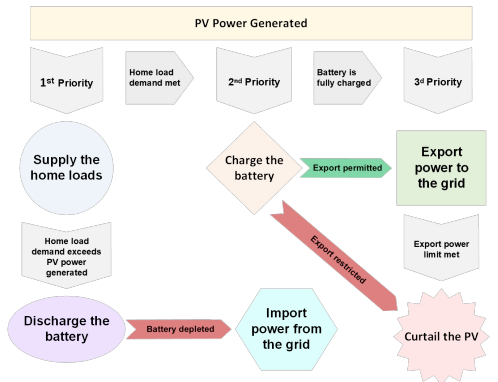 PV Power Generated
1st Priority
Home load
demand met
2nd Priority
Battery is
fully charged
3d Priority
Supply the
home loads
Charge the
battery
Export permitted
Export
power to
the grid
Home load
demand exceeds
PV power
generated
Export restricted
Export power
limit met
Discharge the
battery
Battery depleted
Import
power from
the grid
Curtail the PV